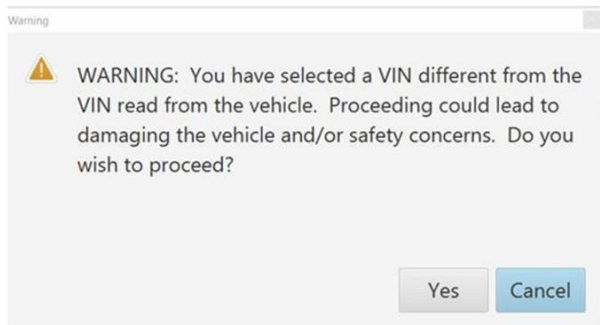 Warning
WARNING:  You have selected a VIN different from the
VIN read from the vehicle.  Proceeding could lead to
damaging the vehicle and/or safety concerns.  Do you
wish to proceed?
Yes Cancel